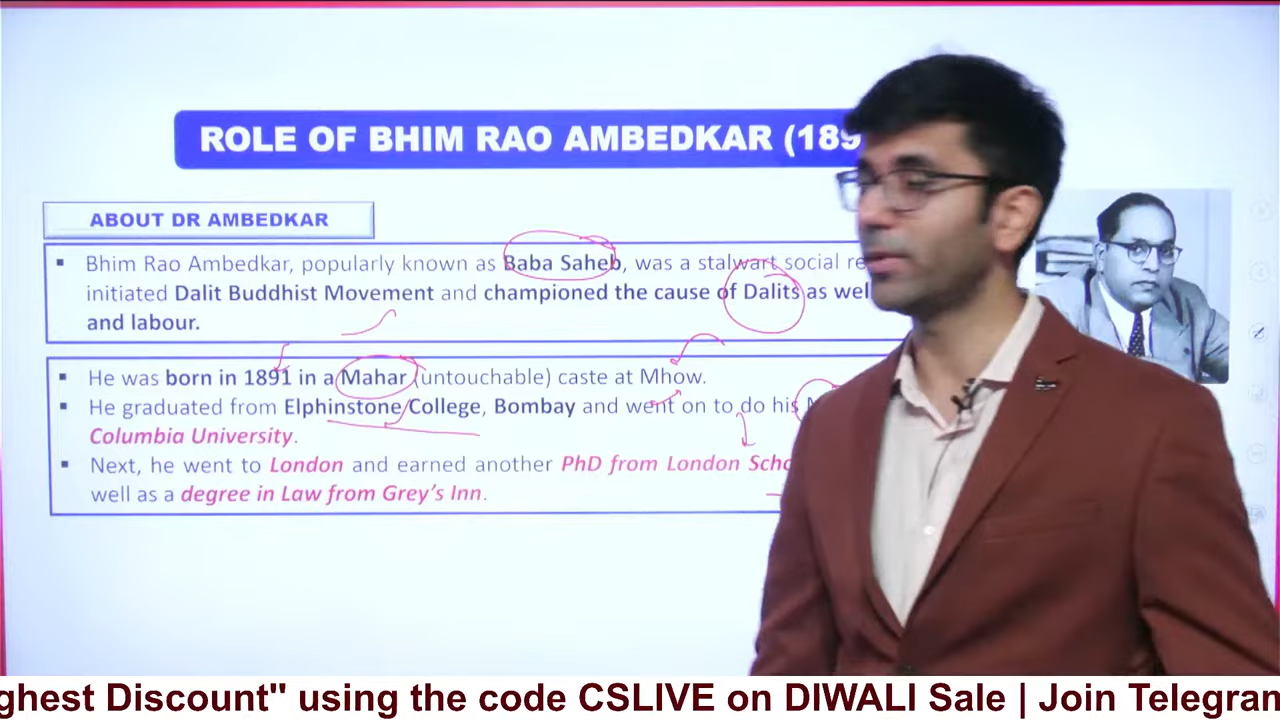 ROLE OF BHIM RAO AMBEDKAR (189
ABOUT DR AMBEDKAR
▪ Bhim Rao Ambedkar, popularly known as Baba Saheb, was a stalwart social re
initiated Dalit Buddhist Movement and championed the cause of Dalits as wel
and labour.
▪ He was born in 1891 in a Mahar (untouchable) caste at Mhow.
▪ He graduated from Elphinstone College, Bombay and went on to do his
Columbia University.
▪ Next, he went to London and earned another PhD from London Scho
well as a degree in Law from Grey’s Inn.
ghest Discount" using the code CSLIVE on DIWALI Sale | Join Telegran